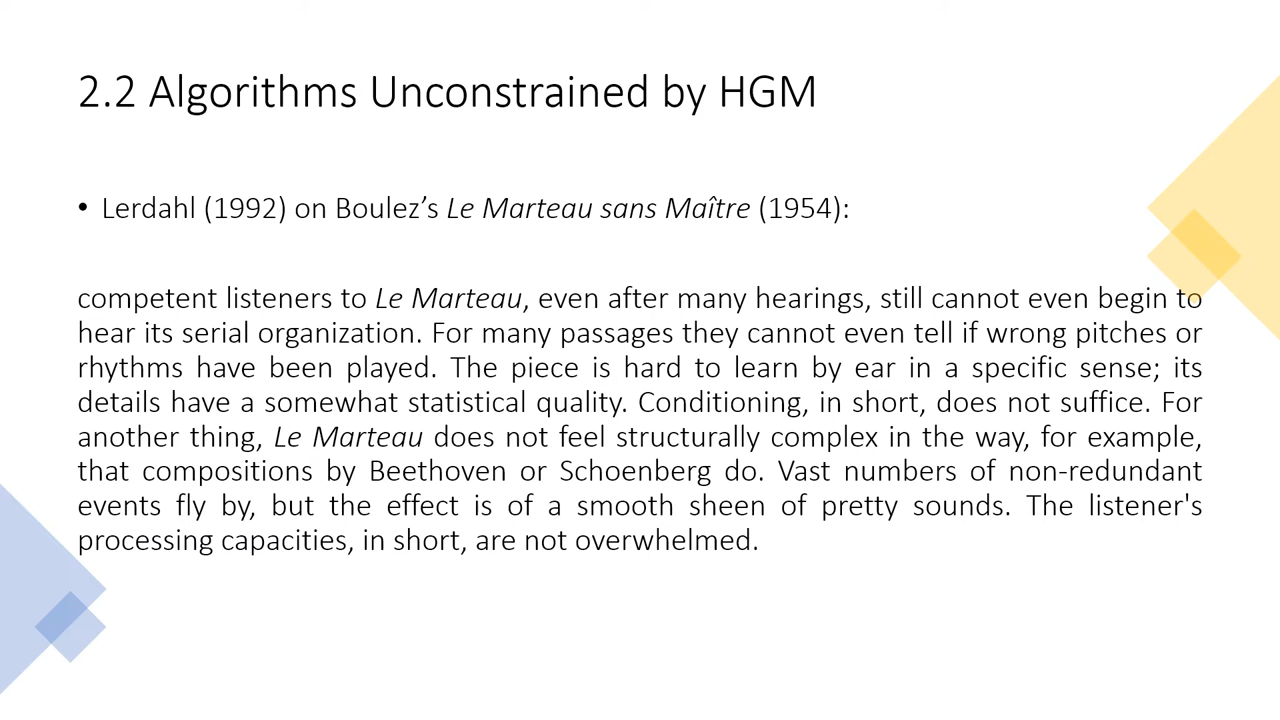 2.2 Algorithms Unconstrained by HGM
• Lerdahl (1992) on Boulez’s Le Marteau sans Maître (1954):
competent listeners to Le Marteau, even after many hearings, still cannot even begin to
hear its serial organization. For many passages they cannot even tell if wrong pitches or
rhythms have been played. The piece is hard to learn by ear in a specific sense; its
details have a somewhat statistical quality. Conditioning, in short, does not suffice. For
another thing, Le Marteau does not feel structurally complex in the way, for example,
that compositions by Beethoven or Schoenberg do. Vast numbers of non-redundant
events fly by, but the effect is of a smooth sheen of pretty sounds. The listener's
processing capacities, in short, are not overwhelmed.